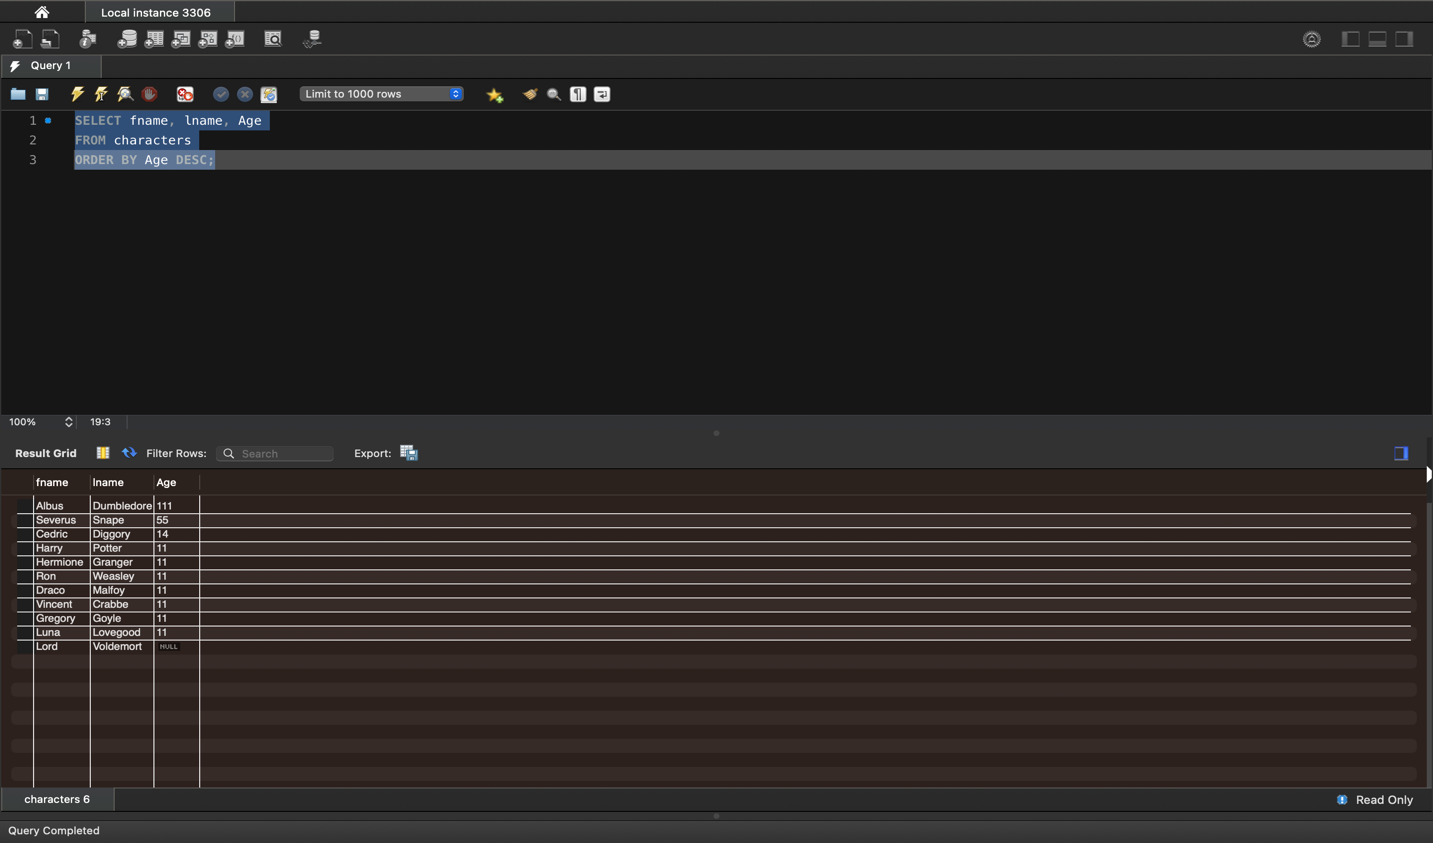 Local instance 3306
Query 1
Limit to 1000 rows
1 SELECT fname, lname, Age
2 FROM characters
3 ORDER BY Age DESC;
100% 19:3
Result Grid Filter Rows: Search Export:
fname lname Age
Albus Dumbledore 111
Severus Snape 55
Cedric Diggory 14
Harry Potter 11
Hermione Granger 11
Ron Weasley 11
Draco Malfoy 11
Vincent Crabbe 11
Gregory Goyle 11
Luna Lovegood 11
Lord Voldemort NULL
characters 6 Read Only
Query Completed